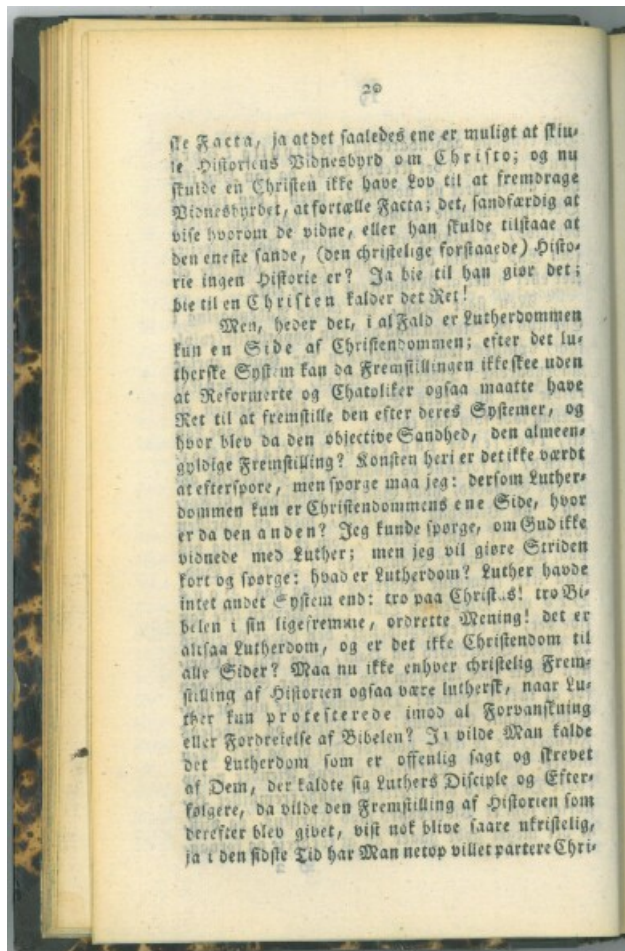 20
ske Facta, ja at det saaledes ene er muligt at skiu-
le Historiens Vidnesbyrd om Christo; og nu
skulde en Christen ikke have Lov til at fremdrage
Vidnesbyrdet, at fortælle Facta; det, sandfærdig at
vise hvorom de vidne, eller han skulde tilstaae at
den eneste sande, (den christelige forstaaede) Histo-
rie ingen Historie er? Ja bie til han giør det;
bie til en Christen kalder det Ret!
Men, heder det, i al Fald er Lutherdommen
kun en Side af Christendommen; efter det lu-
therske System kan da Fremstillingen ikke skee uden
at Reformerte og Chatoliker ogsaa maatte have
Ret til at fremstille den efter deres Systemer, og
hvor blev da den objective Sandhed, den almeen-
gyldige Fremstilling? Konsten heri er det ikke værdt
at efterspore, men spørge maa jeg: dersom Luther-
dommen kun er Christendommens ene Side, hvor
er da den anden? Jeg kunde spørge, om Gud ikke
vidnede med Luther; men jeg vil giøre Striden
kort og spørge: hvad er Lutherdom? Luther havde
intet andet System end: tro paa Christus! tro Bi-
belen i sin ligefremme, ordrette Mening! det er
altsaa Lutherdom, og er det ikke Christendom til
alle Sider? Maa nu ikke enhver christelig Frem-
stilling af Historien ogsaa være luthersk, naar Lu-
ther kun protesterede imod al Forvanskning
eller Fordreielse af Bibelen? Ja vilde Man kalde
det Lutherdom som er offenlig sagt og skrevet
af Dem, der kaldte sig Luthers Disciple og Efter-
følgere, da vilde den Fremstilling af Historien som
derefter blev givet, vist nok blive saare ukristelig,
ja i den sidste Tid har Man netop villet partere Chri-